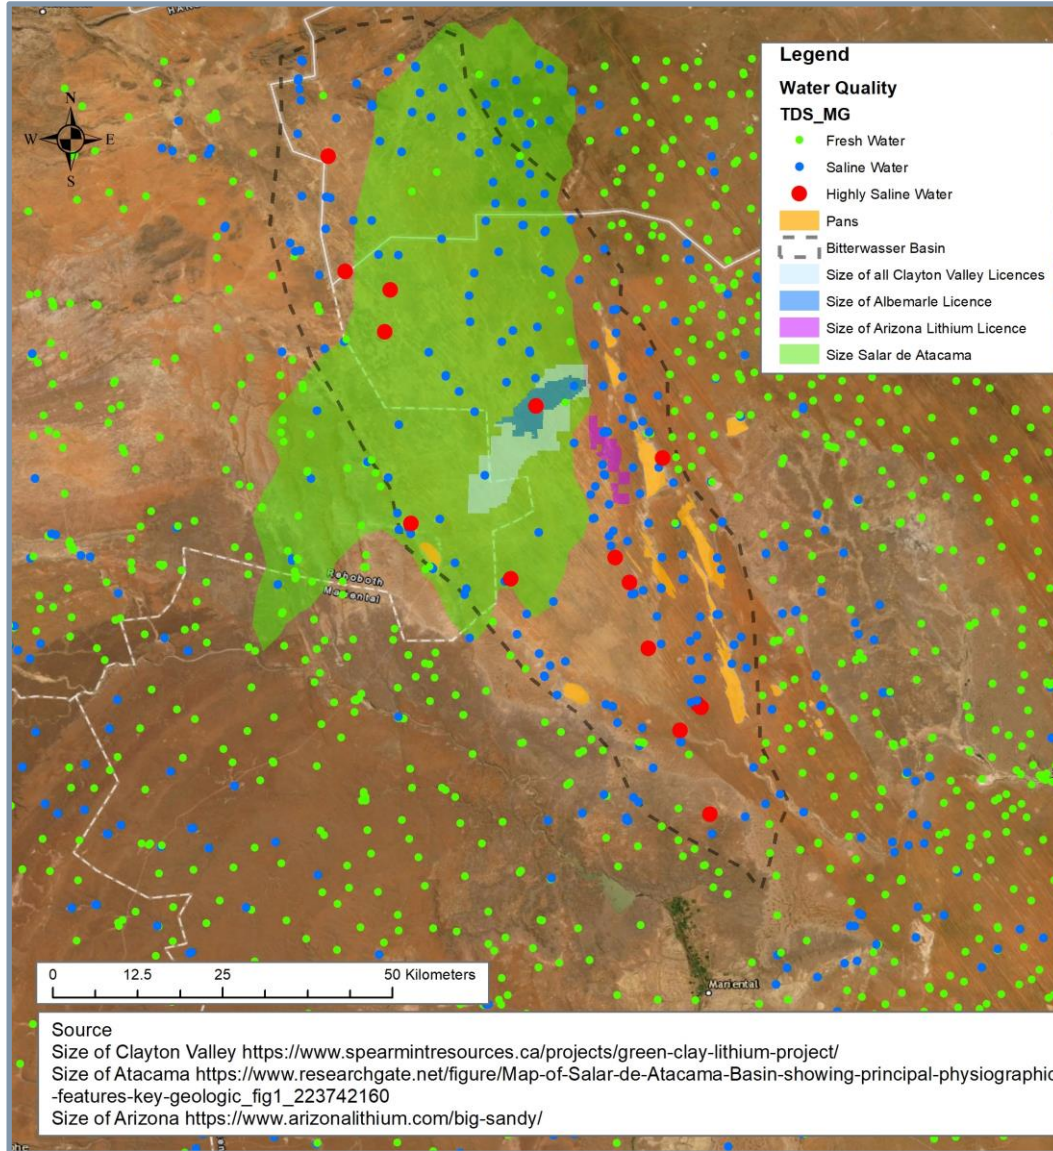 Legend
Water Quality
TDS_MG
Fresh Water
Saline Water
Highly Saline Water
Pans
Bitterwasser Basin
Size of all Clayton Valley Licences
Size of Albemarle Licence
Size of Arizona Lithium Licence
Size Salar de Atacama
N
W
E
S
Rehoboth
Mariental
0 12.5 25 50 Kilometers
Source
Size of Clayton Valley https://www.spearmintresources.ca/projects/green-clay-lithium-project/
Size of Atacama https://www.researchgate.net/figure/Map-of-Salar-de-Atacama-Basin-showing-principal-physiographic
-features-key-geologic_fig1_223742160
Size of Arizona https://www.arizonalithium.com/big-sandy/